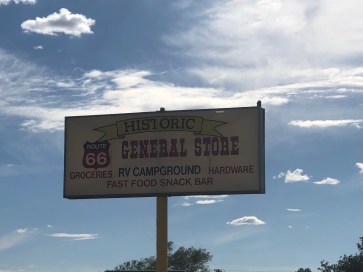 HISTORIC
ROUTE
66
GENERAL STORE
GROCERIES RV CAMPGROUND HARDWARE
FAST FOOD SNACK BAR